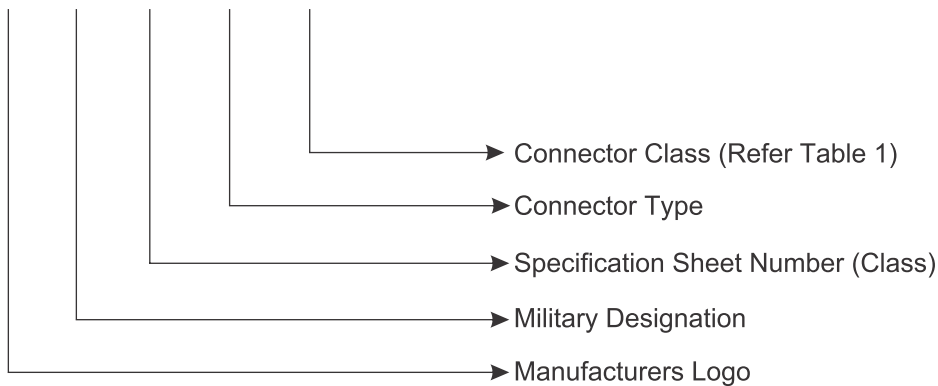 Connector Class (Refer Table 1)
Connector Type
Specification Sheet Number (Class)
Military Designation
Manufacturers Logo